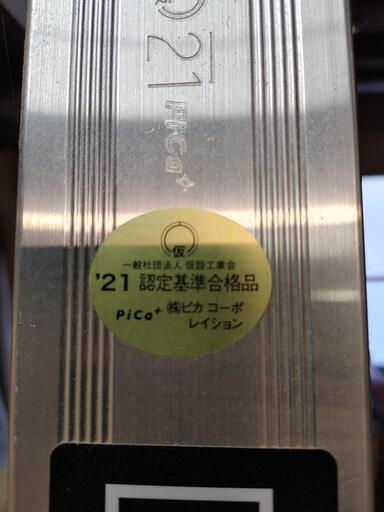 21
PiCa+
仮
一般社団法人 仮設工業会
'21 認定基準合格品
PiCa+ ㈱ピカ コーポ
レイション